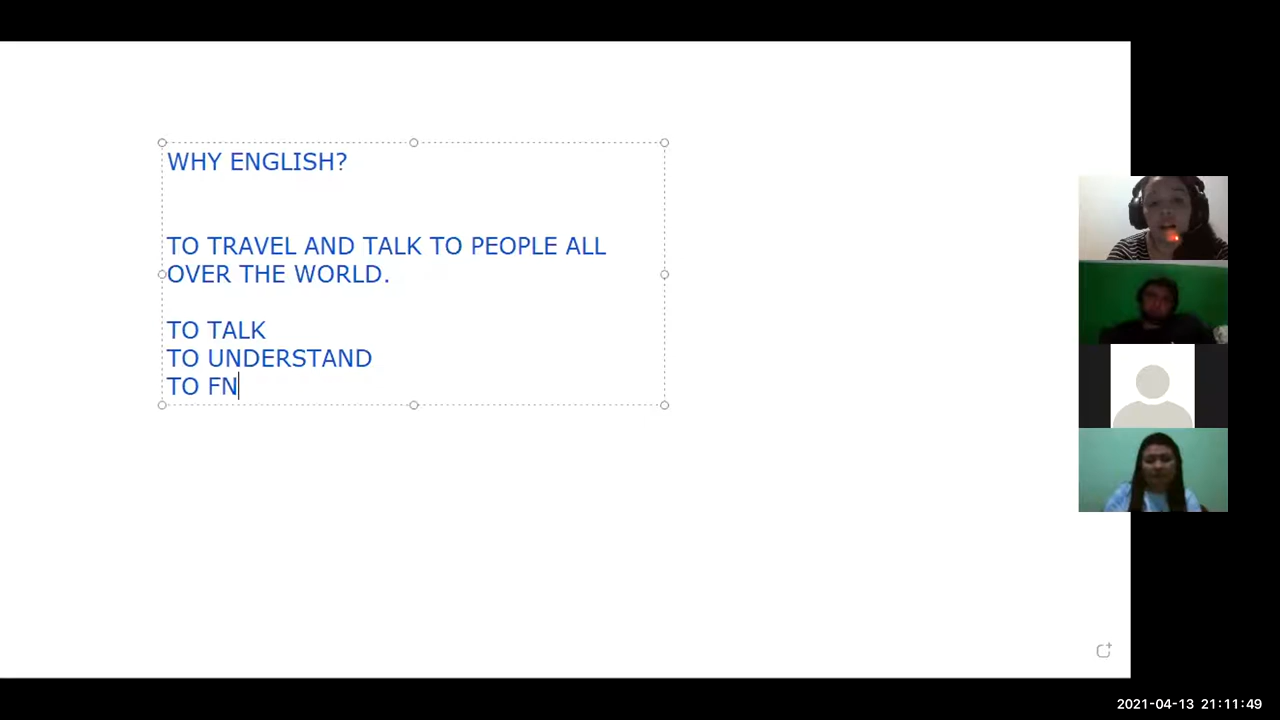 WHY ENGLISH?
TO TRAVEL AND TALK TO PEOPLE ALL
OVER THE WORLD.
TO TALK
TO UNDERSTAND
TO FN
2021-04-13 21:11:49